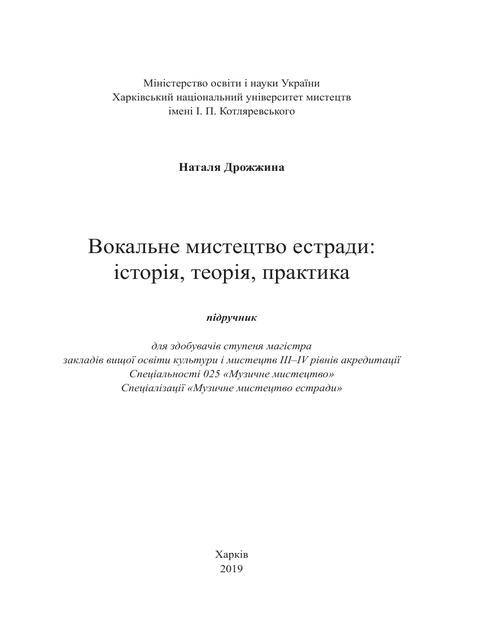 Міністерство освіти і науки України
Харківський національний університет мистецтв
імені І. П. Котляревського
Наталя Дрожжина
Вокальне мистецтво естради:
історія, теорія, практика
підручник
для здобувачів ступеня магістра
закладів вищої освіти культури і мистецтв III–IV рівнів акредитації
Спеціальності 025 «Музичне мистецтво»
Спеціалізації «Музичне мистецтво естради»
Харків
2019